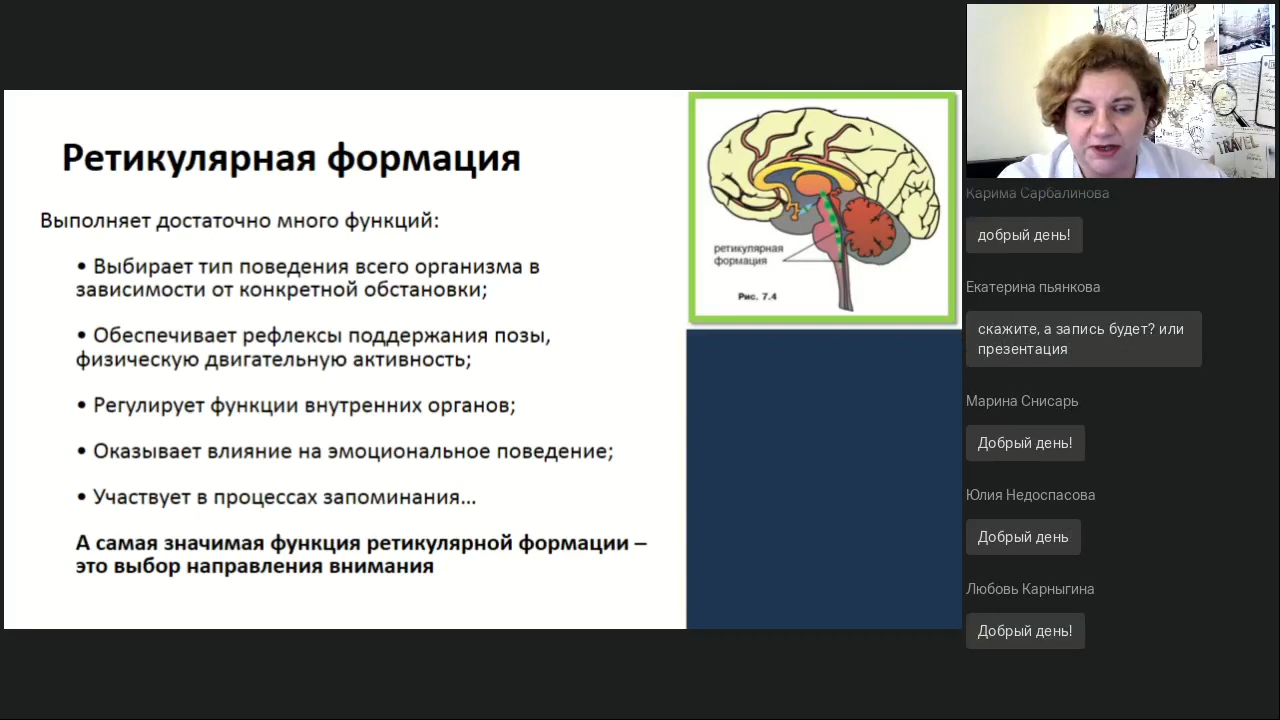 Ретикулярная формация
Выполняет достаточно много функций:
• Выбирает тип поведения всего организма в
зависимости от конкретной обстановки;
• Обеспечивает рефлексы поддержания позы,
физическую двигательную активность;
• Регулирует функции внутренних органов;
• Оказывает влияние на эмоциональное поведение;
• Участвует в процессах запоминания...
А самая значимая функция ретикулярной формации –
это выбор направления внимания
ретикулярная
формация
Рис. 7.4
TRAVEL
Карима Сарбалинова
добрый день!
Екатерина пьянкова
скажите, а запись будет? или
презентация
Марина Снисарь
Добрый день!
Юлия Недоспасова
Добрый день
Любовь Карныгина
Добрый день!